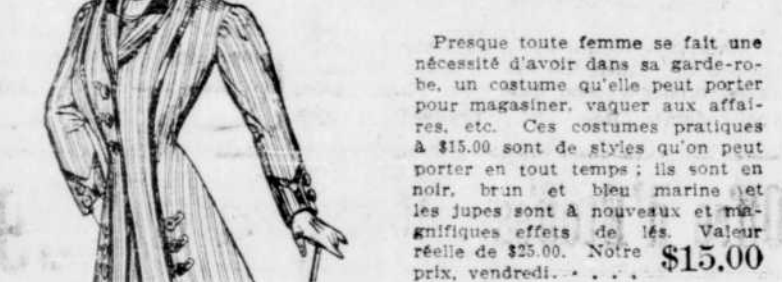 Presque toute femme se fait une
nécessité d'avoir dans sa garde-ro-
be, un costume qu'elle peut porter
pour magasiner, vaquer aux affai-
res, etc. Ces costumes pratiques
à $15.00 sont de styles qu'on peut
porter en tout temps ; ils sont en
noir, brun et bleu marine et
les jupes sont à nouveaux et ma-
gnifiques effets de lés. Valeur
réelle de $25.00. Notre
prix, vendredi. . . . . $15.00